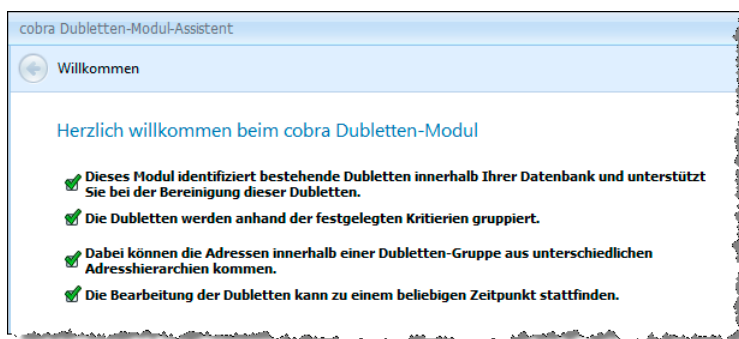 cobra Dubletten-Modul-Assistent
Willkommen
Herzlich willkommen beim cobra Dubletten-Modul
Dieses Modul identifiziert bestehende Dubletten innerhalb Ihrer Datenbank und unterstützt
Sie bei der Bereinigung dieser Dubletten.
Die Dubletten werden anhand der festgelegten Kritierien gruppiert.
Dabei können die Adressen innerhalb einer Dubletten-Gruppe aus unterschiedlichen
Adresshierarchien kommen.
Die Bearbeitung der Dubletten kann zu einem beliebigen Zeitpunkt stattfinden.